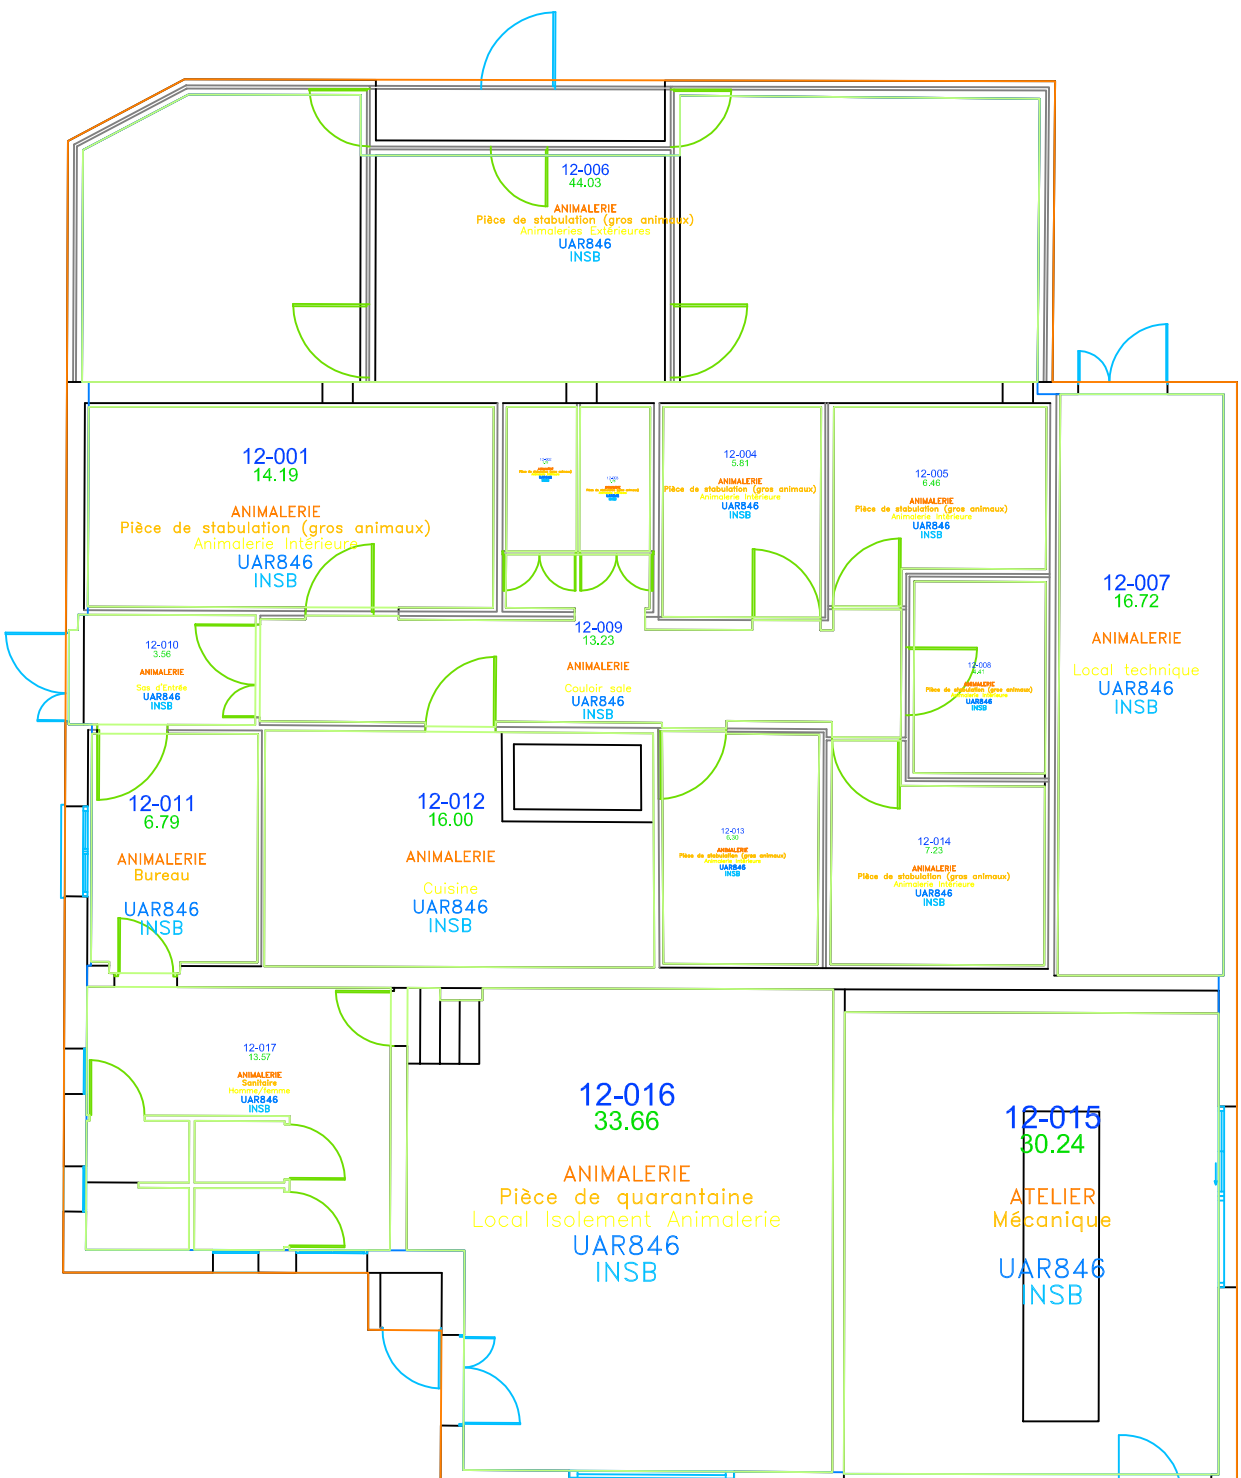 12-006
44.03
ANIMALERIE
Pièce de stabulation (gros animaux)
Animaleries Extérieures
UAR846
INSB
12-001
14.19
ANIMALERIE
Pièce de stabulation (gros animaux)
Animalerie Intérieure
UAR846
INSB
12-004
5.81
ANIMALERIE
Pièce de stabulation (gros animaux)
Animalerie Intérieure
UAR846
INSB
12-005
6.46
ANIMALERIE
Pièce de stabulation (gros animaux)
Animalerie Intérieure
UAR846
INSB
12-007
16.72
ANIMALERIE
Local technique
UAR846
INSB
12-010
3.56
ANIMALERIE
Sas d'Entrée
UAR846
INSB
12-009
13.23
ANIMALERIE
Couloir sale
UAR846
INSB
12-008
ANIMALERIE
Pièce de stabulation (gros animaux)
Animalerie Intérieure
UAR846
INSB
12-011
6.79
ANIMALERIE
Bureau
UAR846
INSB
12-012
16.00
ANIMALERIE
Cuisine
UAR846
INSB
12-013
6.30
ANIMALERIE
Pièce de stabulation (gros animaux)
Animalerie Intérieure
UAR846
INSB
12-014
7.23
ANIMALERIE
Pièce de stabulation (gros animaux)
Animalerie Intérieure
UAR846
INSB
12-017
13.57
ANIMALERIE
Sanitaire
Homme/femme
UAR846
INSB
12-016
33.66
ANIMALERIE
Pièce de quarantaine
Local Isolement Animalerie
UAR846
INSB
12-015
30.24
ATELIER
Mécanique
UAR846
INSB